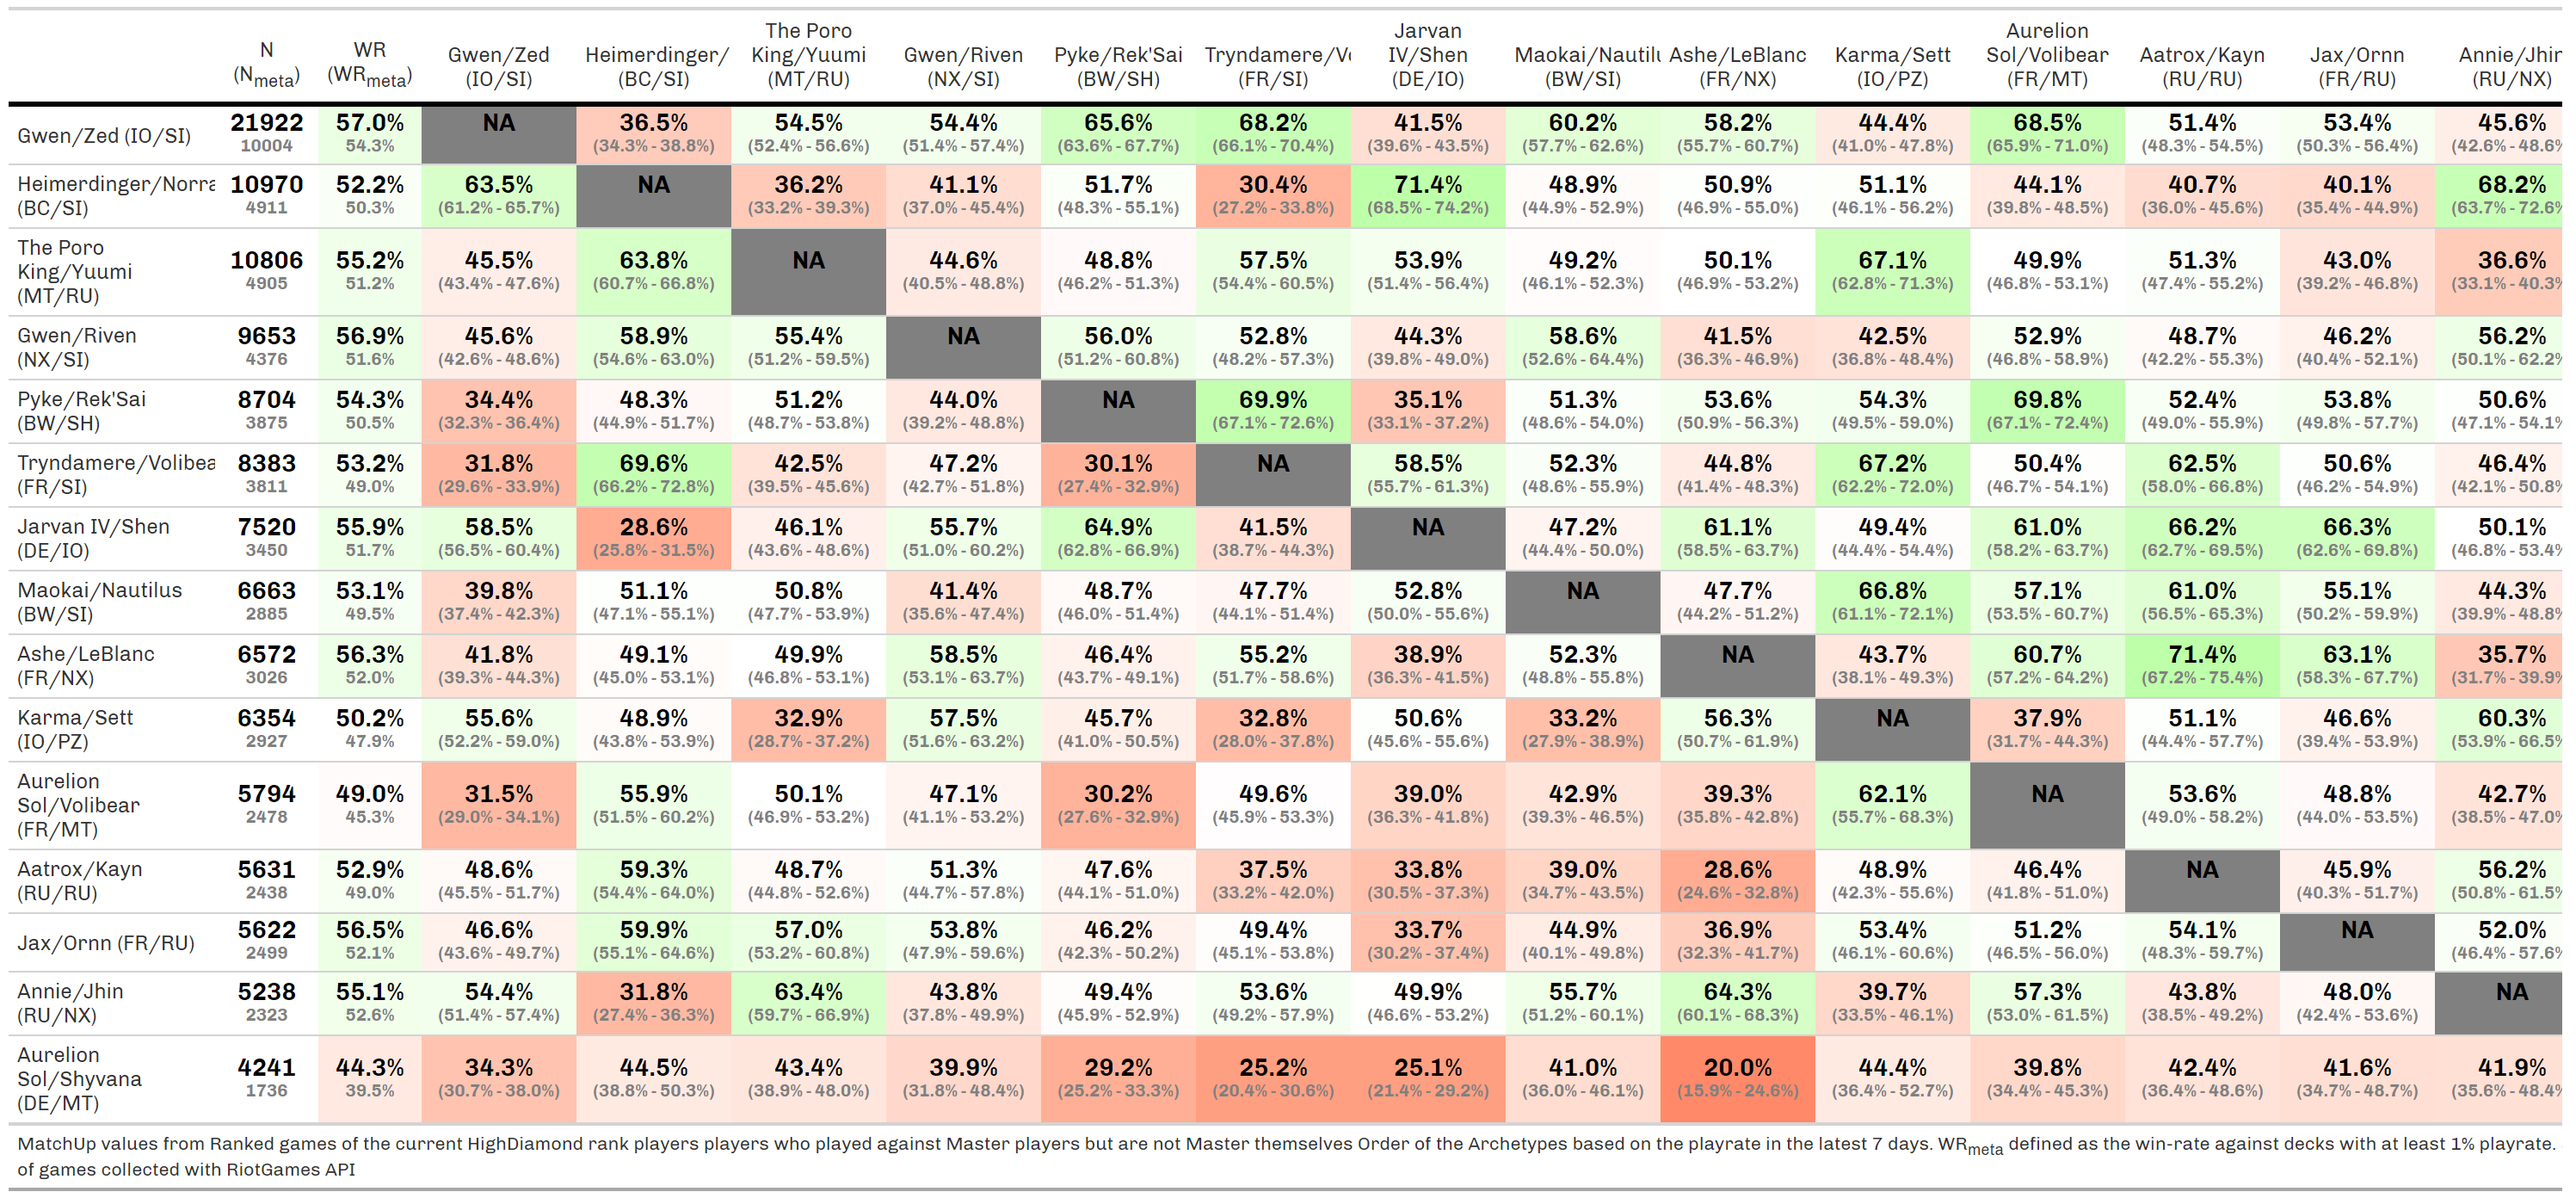 N (Nmeta) WR (WRmeta) Gwen/Zed (IO/SI) Heimerdinger/ (BC/SI) The Poro King/Yuumi (MT/RU) Gwen/Riven (NX/SI) Pyke/Rek'Sai (BW/SH) Tryndamere/Vo (FR/SI) Jarvan IV/Shen (DE/IO) Maokai/Nautilu (BW/SI) Ashe/LeBlanc (FR/NX) Karma/Sett (IO/PZ) Aurelion Sol/Volibear (FR/MT) Aatrox/Kayn (RU/RU) Jax/Ornn (FR/RU) Annie/Jhin (RU/NX)
Gwen/Zed (IO/SI) 21922 57.0% NA 36.5% 54.5% 54.4% 65.6% 68.2% 41.5% 60.2% 58.2% 44.4% 68.5% 51.4% 53.4% 45.6%
10004 54.3% (34.3% - 38.8%) (52.4% - 56.6%) (51.4% - 57.4%) (63.6% - 67.7%) (66.1% - 70.4%) (39.6% - 43.5%) (57.7% - 62.6%) (55.7% - 60.7%) (41.0% - 47.8%) (65.9% - 71.0%) (48.3% - 54.5%) (50.3% - 56.4%) (42.6% - 48.6%
Heimerdinger/Norra (BC/SI) 10970 52.2% 63.5% NA 36.2% 41.1% 51.7% 30.4% 71.4% 48.9% 50.9% 51.1% 44.1% 40.7% 40.1% 68.2%
4911 50.3% (61.2% - 65.7%) (33.2% - 39.3%) (37.0% - 45.4%) (48.3% - 55.1%) (27.2% - 33.8%) (68.5% - 74.2%) (44.9% - 52.9%) (46.9% - 55.0%) (46.1% - 56.2%) (39.8% - 48.5%) (36.0% - 45.6%) (35.4% - 44.9%) (63.7% - 72.6%
The Poro King/Yuumi (MT/RU) 10806 55.2% 45.5% 63.8% NA 44.6% 48.8% 57.5% 53.9% 49.2% 50.1% 67.1% 49.9% 51.3% 43.0% 36.6%
4905 51.2% (43.4% - 47.6%) (60.7% - 66.8%) (40.5% - 48.8%) (46.2% - 51.3%) (54.4% - 60.5%) (51.4% - 56.4%) (46.1% - 52.3%) (46.9% - 53.2%) (62.8% - 71.3%) (46.8% - 53.1%) (47.4% - 55.2%) (39.2% - 46.8%) (33.1% - 40.3%
Gwen/Riven (NX/SI) 9653 56.9% 45.6% 58.9% 55.4% NA 56.0% 52.8% 44.3% 58.6% 41.5% 42.5% 52.9% 48.7% 46.2% 56.2%
4376 51.6% (42.6% - 48.6%) (54.6% - 63.0%) (51.2% - 59.5%) (51.2% - 60.8%) (48.2% - 57.3%) (39.8% - 49.0%) (52.6% - 64.4%) (36.3% - 46.9%) (36.8% - 48.4%) (46.8% - 58.9%) (42.2% - 55.3%) (40.4% - 52.1%) (50.1% - 62.2%
Pyke/Rek'Sai (BW/SH) 8704 54.3% 34.4% 48.3% 51.2% 44.0% NA 69.9% 35.1% 51.3% 53.6% 54.3% 69.8% 52.4% 53.8% 50.6%
3875 50.5% (32.3% - 36.4%) (44.9% - 51.7%) (48.7% - 53.8%) (39.2% - 48.8%) (67.1% - 72.6%) (33.1% - 37.2%) (48.6% - 54.0%) (50.9% - 56.3%) (49.5% - 59.0%) (67.1% - 72.4%) (49.0% - 55.9%) (49.8% - 57.7%) (47.1% - 54.1%
Tryndamere/Volibea (FR/SI) 8383 53.2% 31.8% 69.6% 42.5% 47.2% 30.1% NA 58.5% 52.3% 44.8% 67.2% 50.4% 62.5% 50.6% 46.4%
3811 49.0% (29.6% - 33.9%) (66.2% - 72.8%) (39.5% - 45.6%) (42.7% - 51.8%) (27.4% - 32.9%) (55.7% - 61.3%) (48.6% - 55.9%) (41.4% - 48.3%) (62.2% - 72.0%) (46.7% - 54.1%) (58.0% - 66.8%) (46.2% - 54.9%) (42.1% - 50.8%
Jarvan IV/Shen (DE/IO) 7520 55.9% 58.5% 28.6% 46.1% 55.7% 64.9% 41.5% NA 47.2% 61.1% 49.4% 61.0% 66.2% 66.3% 50.1%
3450 51.7% (56.5% - 60.4%) (25.8% - 31.5%) (43.6% - 48.6%) (51.0% - 60.2%) (62.8% - 66.9%) (38.7% - 44.3%) (44.4% - 50.0%) (58.5% - 63.7%) (44.4% - 54.4%) (58.2% - 63.7%) (62.7% - 69.5%) (62.6% - 69.8%) (46.8% - 53.4%
Maokai/Nautilus (BW/SI) 6663 53.1% 39.8% 51.1% 50.8% 41.4% 48.7% 47.7% 52.8% NA 47.7% 66.8% 57.1% 61.0% 55.1% 44.3%
2885 49.5% (37.4% - 42.3%) (47.1% - 55.1%) (47.7% - 53.9%) (35.6% - 47.4%) (46.0% - 51.4%) (44.1% - 51.4%) (50.0% - 55.6%) (44.2% - 51.2%) (61.1% - 72.1%) (53.5% - 60.7%) (56.5% - 65.3%) (50.2% - 59.9%) (39.9% - 48.8%
Ashe/LeBlanc (FR/NX) 6572 56.3% 41.8% 49.1% 49.9% 58.5% 46.4% 55.2% 38.9% 52.3% NA 43.7% 60.7% 71.4% 63.1% 35.7%
3026 52.0% (39.3% - 44.3%) (45.0% - 53.1%) (46.8% - 53.1%) (53.1% - 63.7%) (43.7% - 49.1%) (51.7% - 58.6%) (36.3% - 41.5%) (48.8% - 55.8%) (38.1% - 49.3%) (57.2% - 64.2%) (67.2% - 75.4%) (58.3% - 67.7%) (31.7% - 39.9%
Karma/Sett (IO/PZ) 6354 50.2% 55.6% 48.9% 32.9% 57.5% 45.7% 32.8% 50.6% 33.2% 56.3% NA 37.9% 51.1% 46.6% 60.3%
2927 47.9% (52.2% - 59.0%) (43.8% - 53.9%) (28.7% - 37.2%) (51.6% - 63.2%) (41.0% - 50.5%) (28.0% - 37.8%) (45.6% - 55.6%) (27.9% - 38.9%) (50.7% - 61.9%) (31.7% - 44.3%) (44.4% - 57.7%) (39.4% - 53.9%) (53.9% - 66.5%
Aurelion Sol/Volibear (FR/MT) 5794 49.0% 31.5% 55.9% 50.1% 47.1% 30.2% 49.6% 39.0% 42.9% 39.3% 62.1% NA 53.6% 48.8% 42.7%
2478 45.3% (29.0% - 34.1%) (51.5% - 60.2%) (46.9% - 53.2%) (41.1% - 53.2%) (27.6% - 32.9%) (45.9% - 53.3%) (36.3% - 41.8%) (39.3% - 46.5%) (35.8% - 42.8%) (55.7% - 68.3%) (49.0% - 58.2%) (44.0% - 53.5%) (38.5% - 47.0%
Aatrox/Kayn (RU/RU) 5631 52.9% 48.6% 59.3% 48.7% 51.3% 47.6% 37.5% 33.8% 39.0% 28.6% 48.9% 46.4% NA 45.9% 56.2%
2438 49.0% (45.5% - 51.7%) (54.4% - 64.0%) (44.8% - 52.6%) (44.7% - 57.8%) (44.1% - 51.0%) (33.2% - 42.0%) (30.5% - 37.3%) (34.7% - 43.5%) (24.6% - 32.8%) (42.3% - 55.6%) (41.8% - 51.0%) (40.3% - 51.7%) (50.8% - 61.5%
Jax/Ornn (FR/RU) 5622 56.5% 46.6% 59.9% 57.0% 53.8% 46.2% 49.4% 33.7% 44.9% 36.9% 53.4% 51.2% 54.1% NA 52.0%
2499 52.1% (43.6% - 49.7%) (55.1% - 64.6%) (53.2% - 60.8%) (47.9% - 59.6%) (42.3% - 50.2%) (45.1% - 53.8%) (30.2% - 37.4%) (40.1% - 49.8%) (32.3% - 41.7%) (46.1% - 60.6%) (46.5% - 56.0%) (48.3% - 59.7%) (46.4% - 57.6%
Annie/Jhin (RU/NX) 5238 55.1% 54.4% 31.8% 63.4% 43.8% 49.4% 53.6% 49.9% 55.7% 64.3% 39.7% 57.3% 43.8% 48.0% NA
2323 52.6% (51.4% - 57.4%) (27.4% - 36.3%) (59.7% - 66.9%) (37.8% - 49.9%) (45.9% - 52.9%) (49.2% - 57.9%) (46.6% - 53.2%) (51.2% - 60.1%) (60.1% - 68.3%) (33.5% - 46.1%) (53.0% - 61.5%) (38.5% - 49.2%) (42.4% - 53.6%)
Aurelion Sol/Shyvana (DE/MT) 4241 44.3% 34.3% 44.5% 43.4% 39.9% 29.2% 25.2% 25.1% 41.0% 20.0% 44.4% 39.8% 42.4% 41.6% 41.9%
1736 39.5% (30.7% - 38.0%) (38.8% - 50.3%) (38.9% - 48.0%) (31.8% - 48.4%) (25.2% - 33.3%) (20.4% - 30.6%) (21.4% - 29.2%) (36.0% - 46.1%) (15.9% - 24.6%) (36.4% - 52.7%) (34.4% - 45.3%) (36.4% - 48.6%) (34.7% - 48.7%) (35.6% - 48.4%
MatchUp values from Ranked games of the current HighDiamond rank players players who played against Master players but are not Master themselves Order of the Archetypes based on the playrate in the latest 7 days. WRmeta defined as the win-rate against decks with at least 1% playrate.
of games collected with RiotGames API